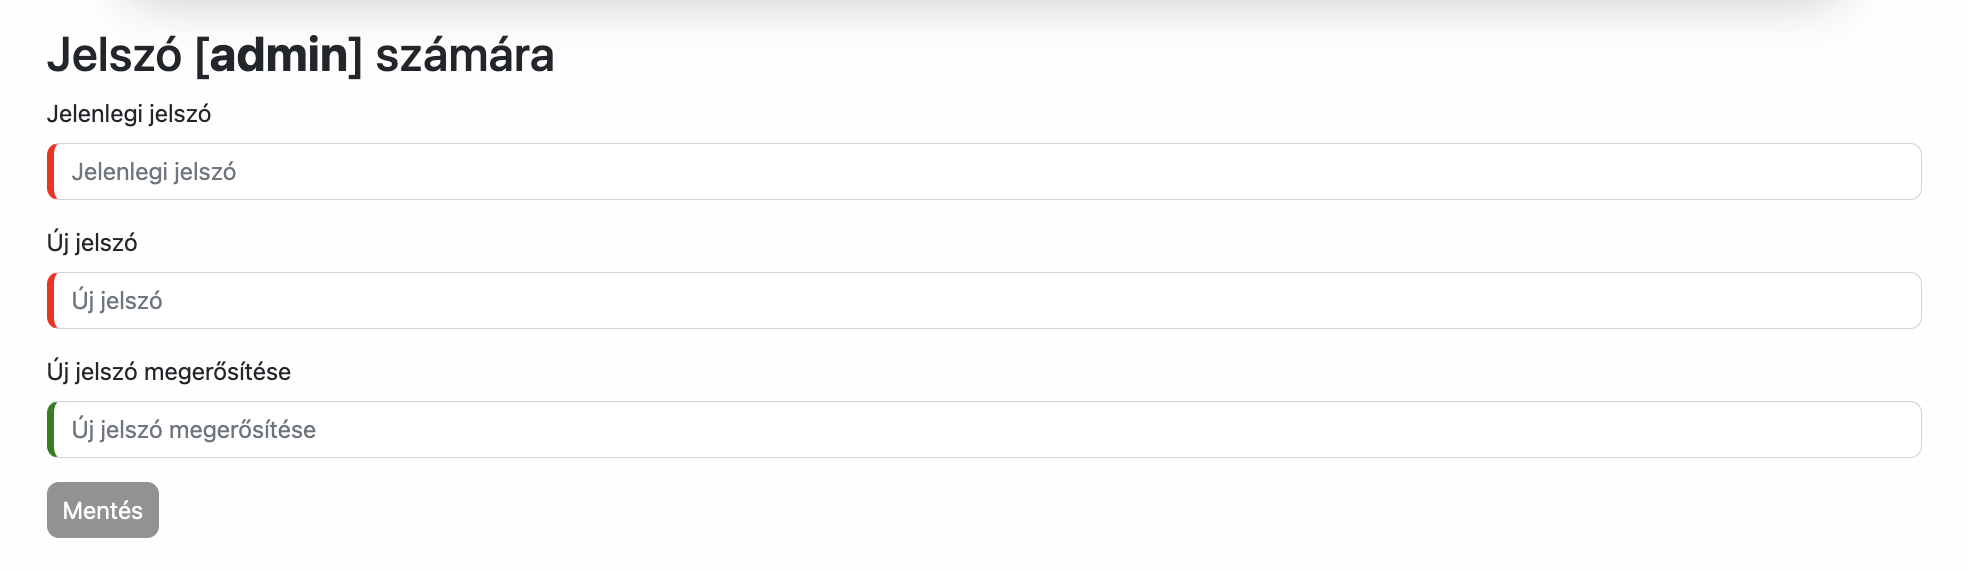 Jelszó [admin] számára
Jelenlegi jelszó
Jelenlegi jelszó
Új jelszó
Új jelszó
Új jelszó megerősítése
Új jelszó megerősítése
Mentés